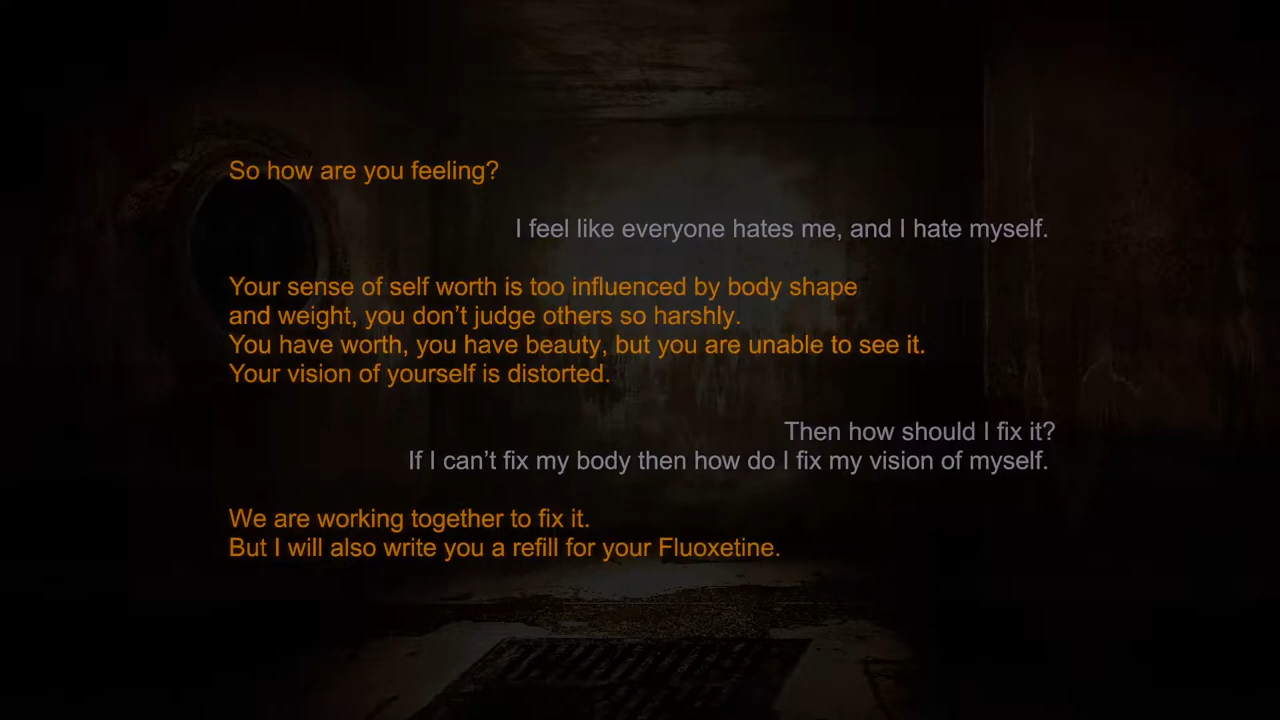 So how are you feeling?
I feel like everyone hates me, and I hate myself.
Your sense of self worth is too influenced by body shape
and weight, you don’t judge others so harshly.
You have worth, you have beauty, but you are unable to see it.
Your vision of yourself is distorted.
Then how should I fix it?
If I can’t fix my body then how do I fix my vision of myself.
We are working together to fix it.
But I will also write you a refill for your Fluoxetine.